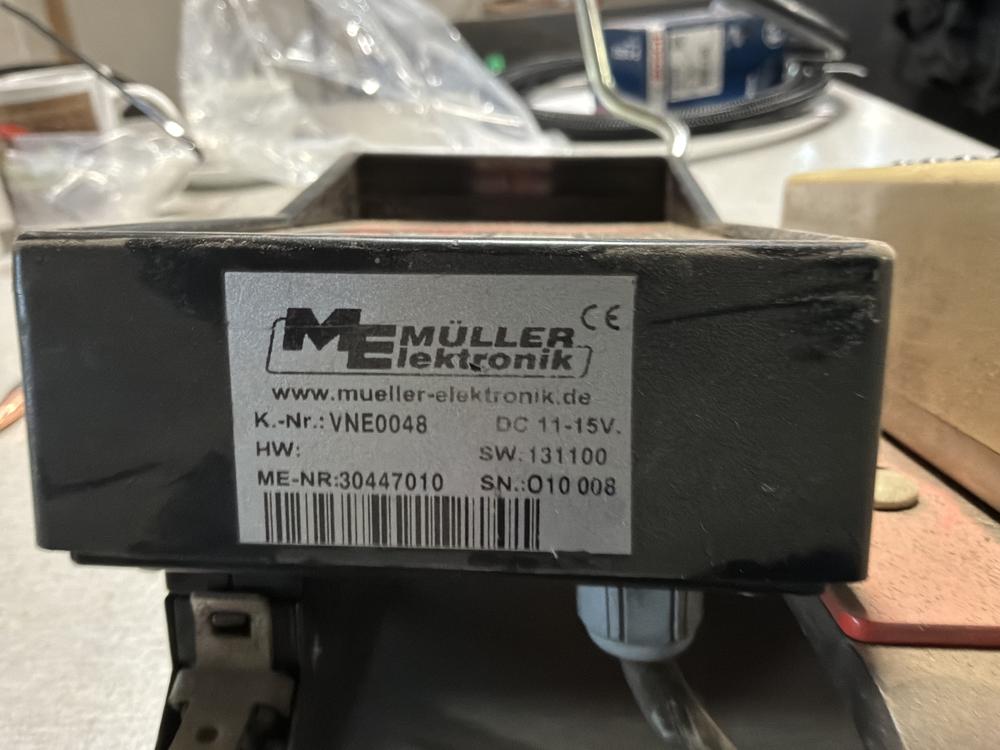 ME MÜLLER Elektronik CE
www.mueller-elektronik.de
K.-Nr.: VNE0048 DC 11-15V.
HW: SW.131100
ME-NR:30447010 SN.:O10 008